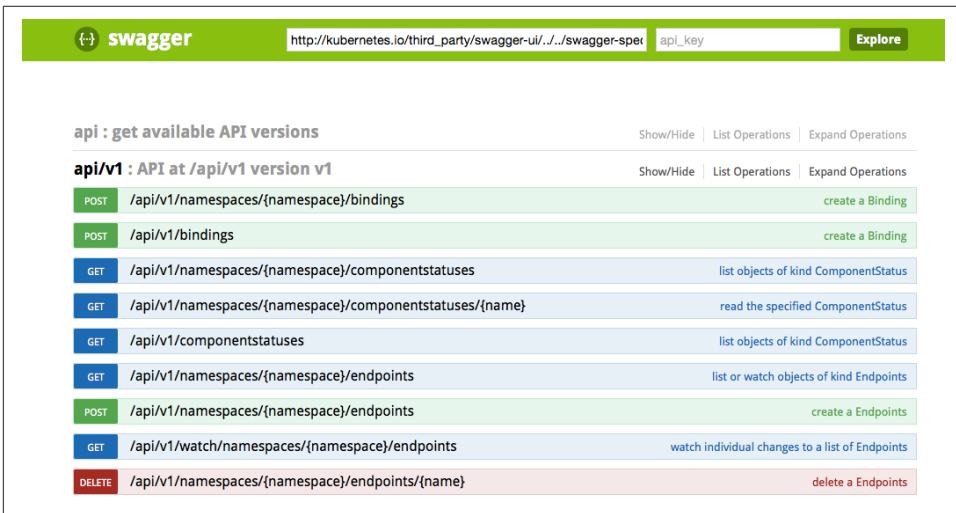 {··} swagger http://kubernetes.io/third_party/swagger-ui/../../swagger-spec api_key Explore
api : get available API versions Show/Hide List Operations Expand Operations
api/v1 : API at /api/v1 version v1 Show/Hide List Operations Expand Operations
POST /api/v1/namespaces/{namespace}/bindings create a Binding
POST /api/v1/bindings create a Binding
GET /api/v1/namespaces/{namespace}/componentstatuses list objects of kind ComponentStatus
GET /api/v1/namespaces/{namespace}/componentstatuses/{name} read the specified ComponentStatus
GET /api/v1/componentstatuses list objects of kind ComponentStatus
GET /api/v1/namespaces/{namespace}/endpoints list or watch objects of kind Endpoints
POST /api/v1/namespaces/{namespace}/endpoints create a Endpoints
GET /api/v1/watch/namespaces/{namespace}/endpoints watch individual changes to a list of Endpoints
DELETE /api/v1/namespaces/{namespace}/endpoints/{name} delete a Endpoints